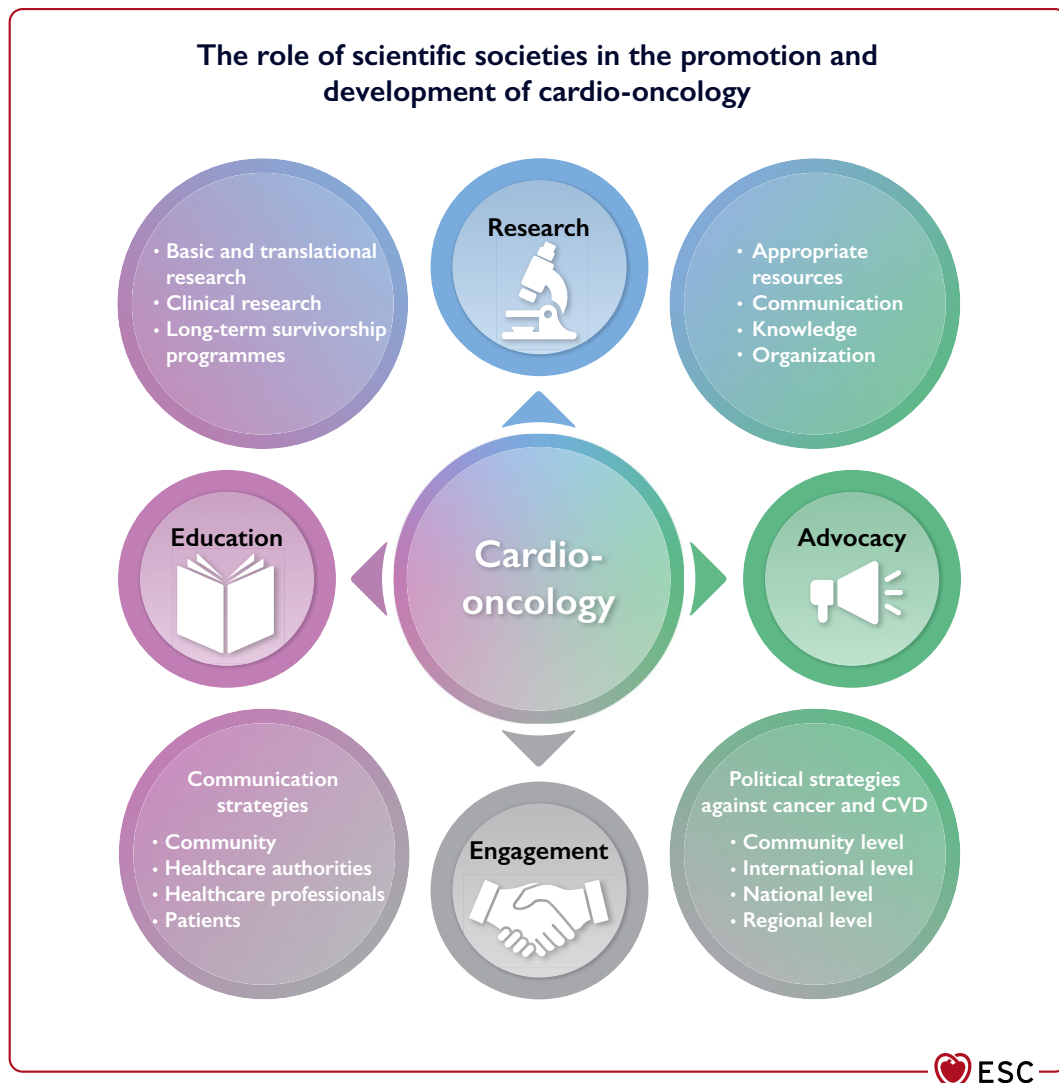 The role of scientific societies in the promotion and
development of cardio-oncology
Research
· Basic and translational
research
· Clinical research
· Long-term survivorship
programmes
· Appropriate
resources
· Communication
· Knowledge
· Organization
Education
Cardio-
oncology
Advocacy
Communication
strategies
· Community
· Healthcare authorities
· Healthcare professionals
· Patients
Engagement
Political strategies
against cancer and CVD
· Community level
· International level
· National level
· Regional level
ESC